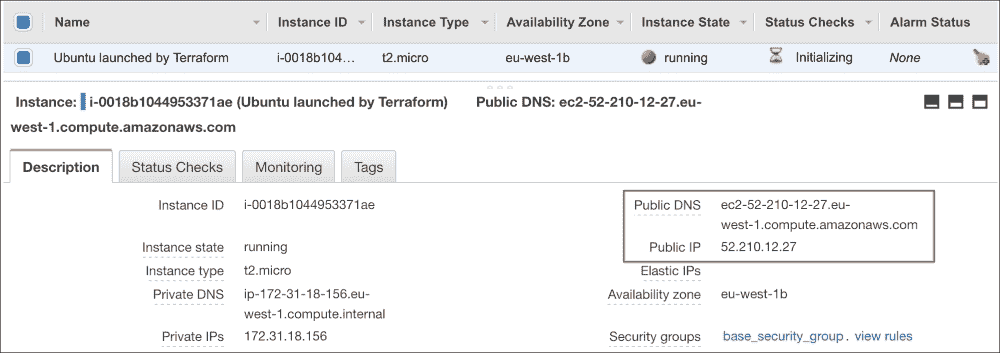 Name Instance ID Instance Type Availability Zone Instance State Status Checks Alarm Status
Ubuntu launched by Terraform i-0018b104... t2.micro eu-west-1b running Initializing None
Instance: i-0018b1044953371ae (Ubuntu launched by Terraform) Public DNS: ec2-52-210-12-27.eu-
west-1.compute.amazonaws.com
Description Status Checks Monitoring Tags
Instance ID i-0018b1044953371ae Public DNS ec2-52-210-12-27.eu-
west-1.compute.amazonaws.com
Instance state running Public IP 52.210.12.27
Instance type t2.micro Elastic IPs
Private DNS ip-172-31-18-156.eu- Availability zone eu-west-1b
west-1.compute.internal
Private IPs 172.31.18.156 Security groups base_security_group . view rules